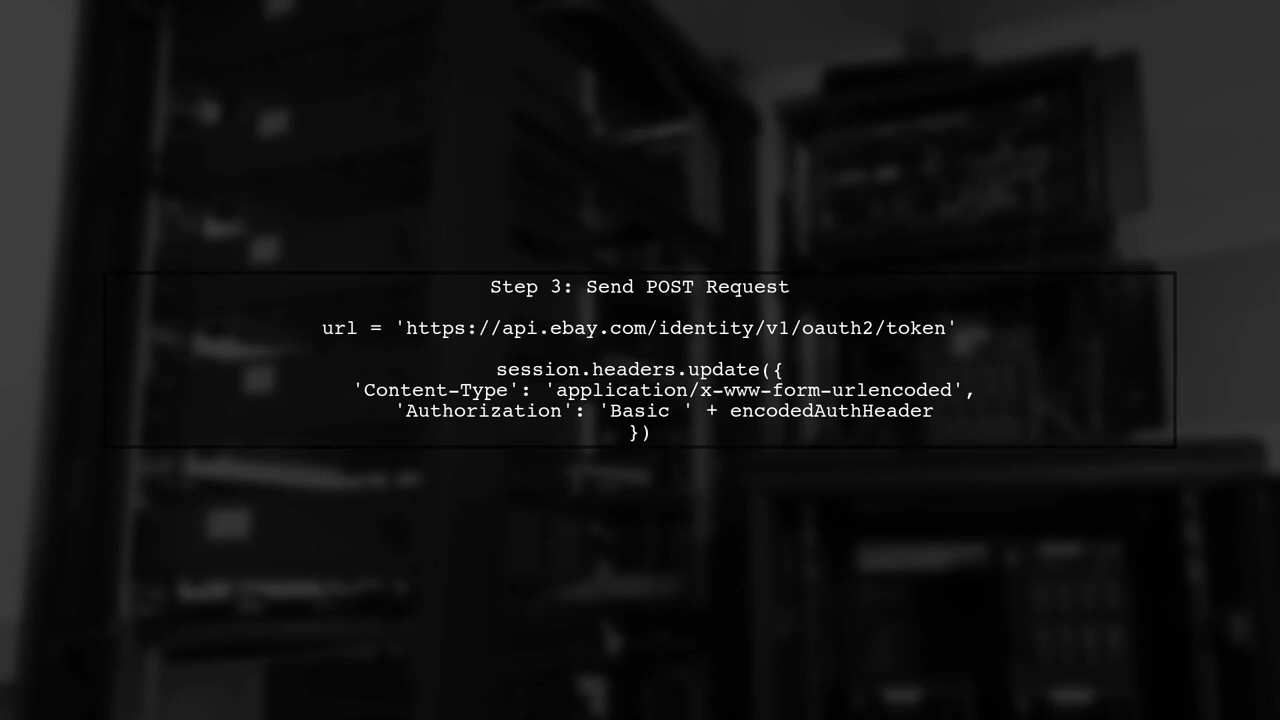 Step 3: Send POST Request
url = 'https://api.ebay.com/identity/v1/oauth2/token'
session.headers.update({
'Content-Type': 'application/x-www-form-urlencoded',
'Authorization': 'Basic ' + encodedAuthHeader
})